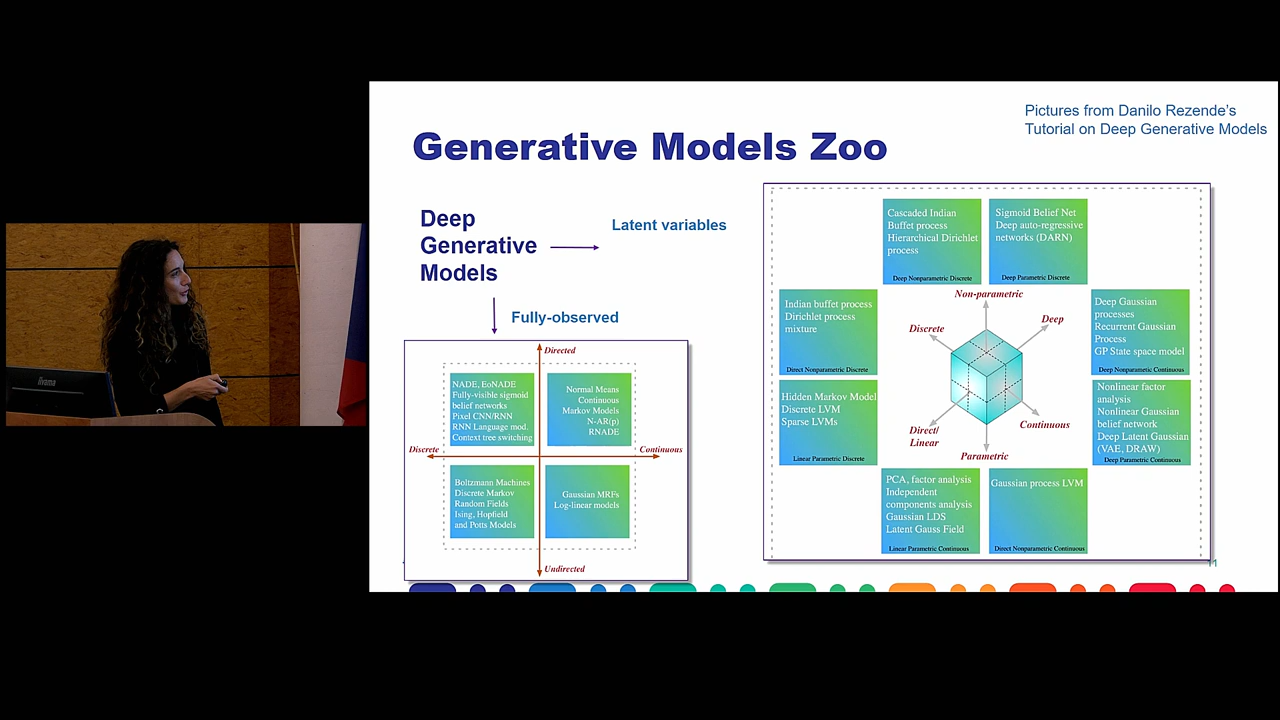 Pictures from Danilo Rezende's
Tutorial on Deep Generative Models
Generative Models Zoo
Deep
Generative
Models
Latent variables
Fully-observed
Directed
NADE, EoNADE
Fully-visible sigmoid
belief networks
Pixel CNN/RNN
RNN Language mod.
Context tree switching
Normal Means
Continuous
Markov Models
N-AR(p)
RNADE
Discrete
Continuous
Boltzmann Machines
Discrete Markov
Random Fields
Ising, Hopfield
and Potts Models
Gaussian MRFs
Log-linear models
Undirected
Cascaded Indian
Buffet process
Hierarchical Dirichlet
process
Deep Nonparametric Discrete
Sigmoid Belief Net
Deep auto-regressive
networks (DARN)
Deep Parametric Discrete
Indian buffet process
Dirichlet process
mixture
Direct Nonparametric Discrete
Non-parametric
Discrete
Deep
Deep Gaussian
processes
Recurrent Gaussian
Process
GP State space model
Deep Nonparametric Continuous
Hidden Markov Model
Discrete LVM
Sparse LVMs
Linear Parametric Discrete
Direct/
Linear
Continuous
Parametric
Nonlinear factor
analysis
Nonlinear Gaussian
belief network
Deep Latent Gaussian
(VAE, DRAW)
Deep Parametric Continuous
PCA, factor analysis
Independent
components analysis
Gaussian LDS
Latent Gauss Field
Linear Parametric Continuous
Gaussian process LVM
Direct Nonparametric Continuous
11
iiyama